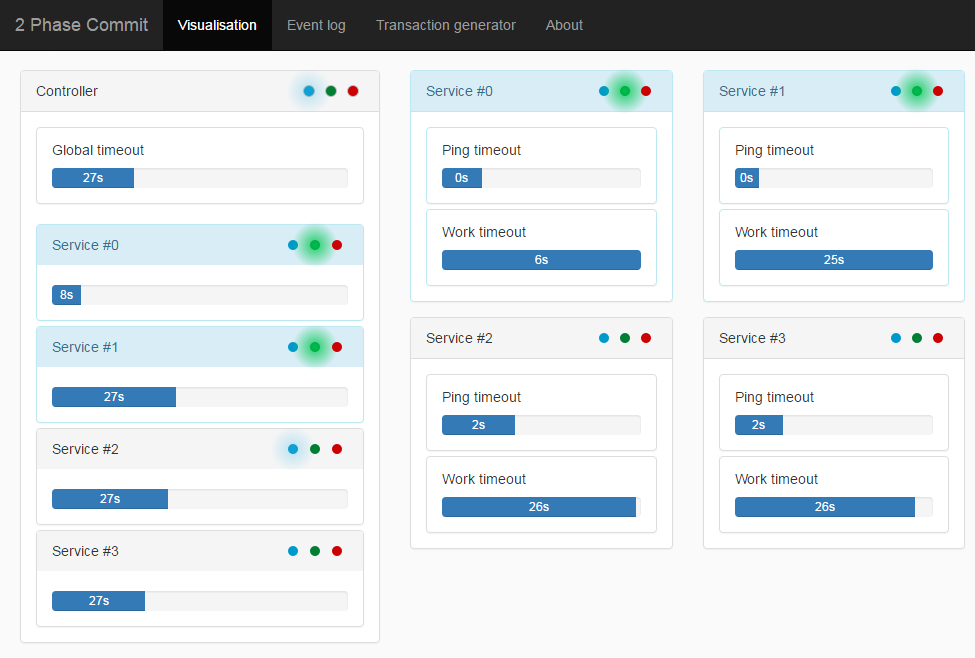 2 Phase Commit Visualisation Event log Transaction generator About
Controller
Global timeout
27s
Service #0
8s
Service #1
27s
Service #2
27s
Service #3
27s
Service #0
Ping timeout
0s
Work timeout
6s
Service #1
Ping timeout
0s
Work timeout
25s
Service #2
Ping timeout
2s
Work timeout
26s
Service #3
Ping timeout
2s
Work timeout
26s